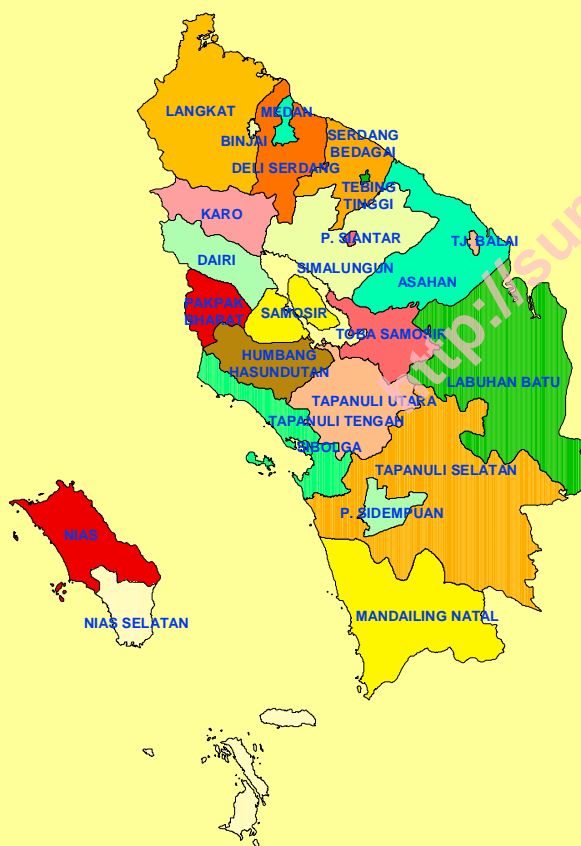 LANGKAT
MEDAN
BINJAI
SERDANG
BEDAGAI
DELI SERDANG
TEBING
TINGGI
KARO
P. SIANTAR
TJ. BALAI
DAIRI
SIMALUNGUN
ASAHAN
PAKPAK
BHARAT
SAMOSIR
TOBA SAMOSIR
HUMBANG
HASUNDUTAN
LABUHAN BATU
TAPANULI UTARA
TAPANULI TENGAH
SIBOLGA
TAPANULI SELATAN
P. SIDEMPUAN
NIAS
NIAS SELATAN
MANDAILING NATAL
http://sum